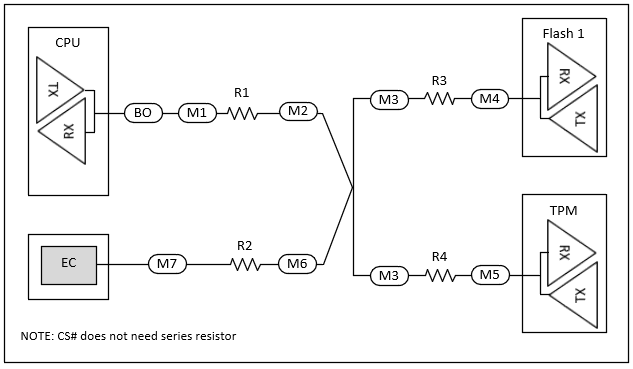 CPU
TX
RX
BO
M1
R1
M2
M3
R3
M4
Flash 1
RX
TX
EC
M7
R2
M6
M3
R4
M5
TPM
RX
TX
NOTE: CS# does not need series resistor